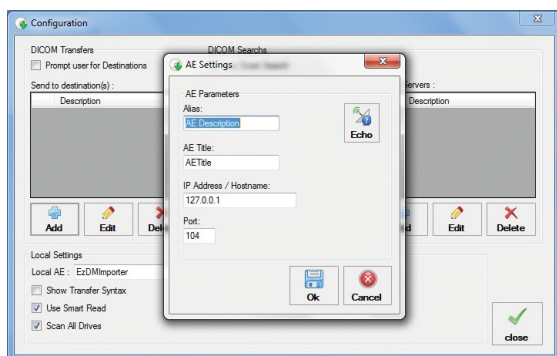 Configuration
DICOM Transfers
DICOM Searchs
Prompt user for Destinations
Send to destination(s) :
Description
Add
Edit
Local Settings
Local AE : EzDMImporter
Show Transfer Syntax
Use Smart Read
Scan All Drives
AE Settings
AE Parameters
Alias:
AE Description
Echo
AE Title:
AETitle
IP Address / Hostname:
127.0.0.1
Port:
104
Ok
Cancel
Description
Edit
Delete
close